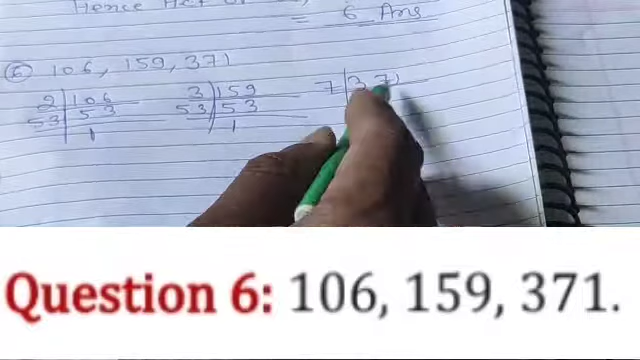 = 6 Ans
6 106, 159, 371
2 106 3 159 7 371
53 53 53 53
1 1
Question 6: 106, 159, 371.